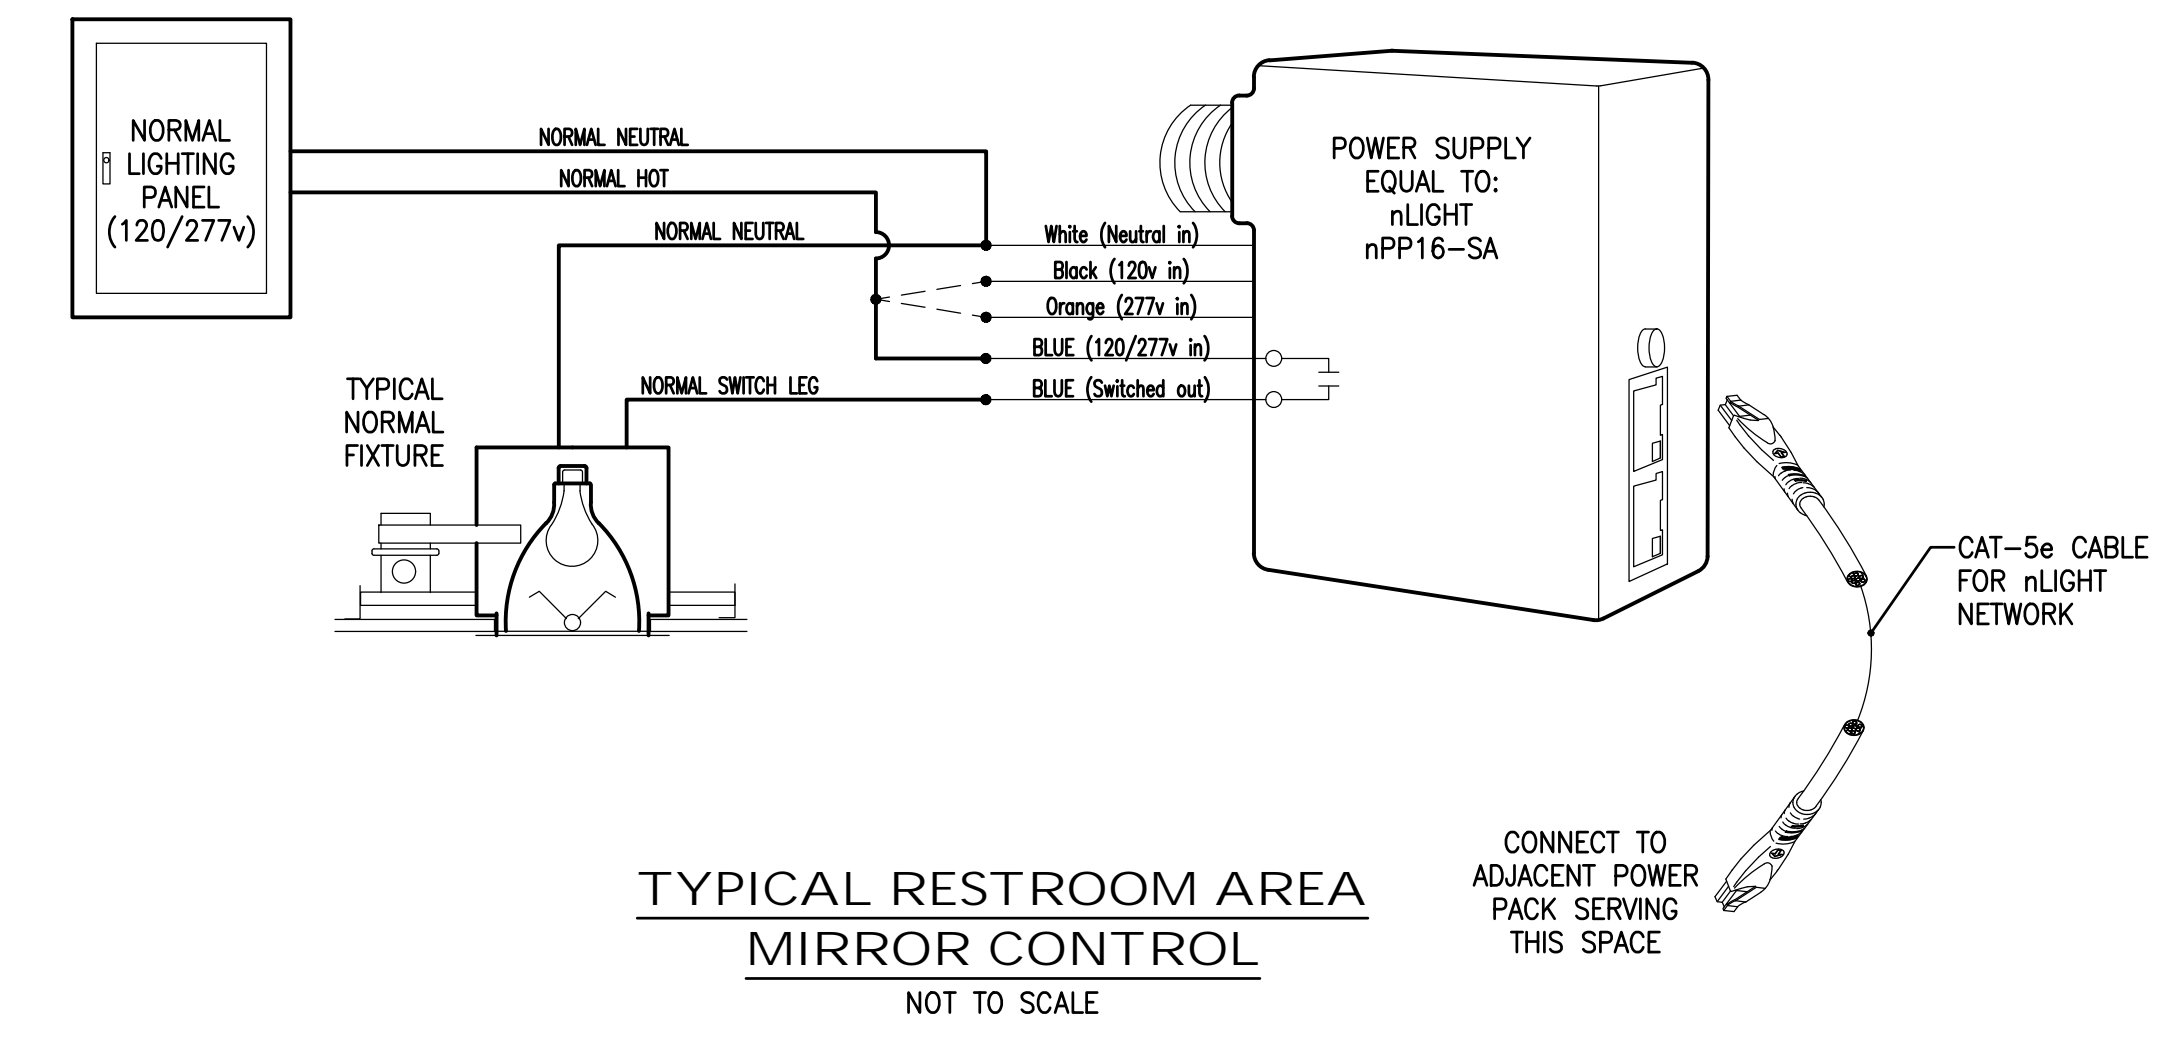 NORMAL
LIGHTING
PANEL
(120/277v)
NORMAL NEUTRAL
NORMAL HOT
NORMAL NEUTRAL
White (Neutral in)
Black (120v in)
Orange (277v in)
BLUE (120/277v in)
NORMAL SWITCH LEG
BLUE (Switched out)
POWER SUPPLY
EQUAL TO:
nLIGHT
nPP16-SA
TYPICAL
NORMAL
FIXTURE
CAT-5e CABLE
FOR nLIGHT
NETWORK
CONNECT TO
ADJACENT POWER
PACK SERVING
THIS SPACE
TYPICAL RESTROOM AREA
MIRROR CONTROL
NOT TO SCALE